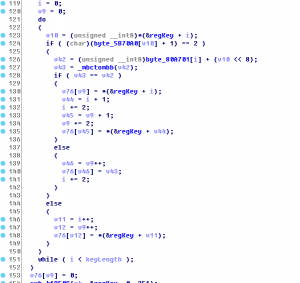 119 i = 0;
120 v9 = 0;
121 do
122 {
123 v10 = (unsigned __int8)*(&regKey + i);
124 if ( (char)(byte_5B70A0[v10] + 1) == 2 )
125 {
126 v42 = (unsigned __int8)byte_80A701[i] + (v10 << 8);
127 v43 = _mbctombb(v42);
128 if ( v43 == v42 )
129 {
130 v76[v9] = *(&regKey + i);
131 v44 = i + 1;
132 i += 2;
133 v45 = v9 + 1;
134 v9 += 2;
135 v76[v45] = *(&regKey + v44);
136 }
137 else
138 {
139 v46 = v9++;
140 v76[v46] = v43;
141 i += 2;
142 }
143 }
144 else
145 {
146 v11 = i++;
147 v12 = v9++;
148 v76[v12] = *(&regKey + v11);
149 }
150 }
151 while ( i < keyLength );
152 }
153 v76[v9] = 0;